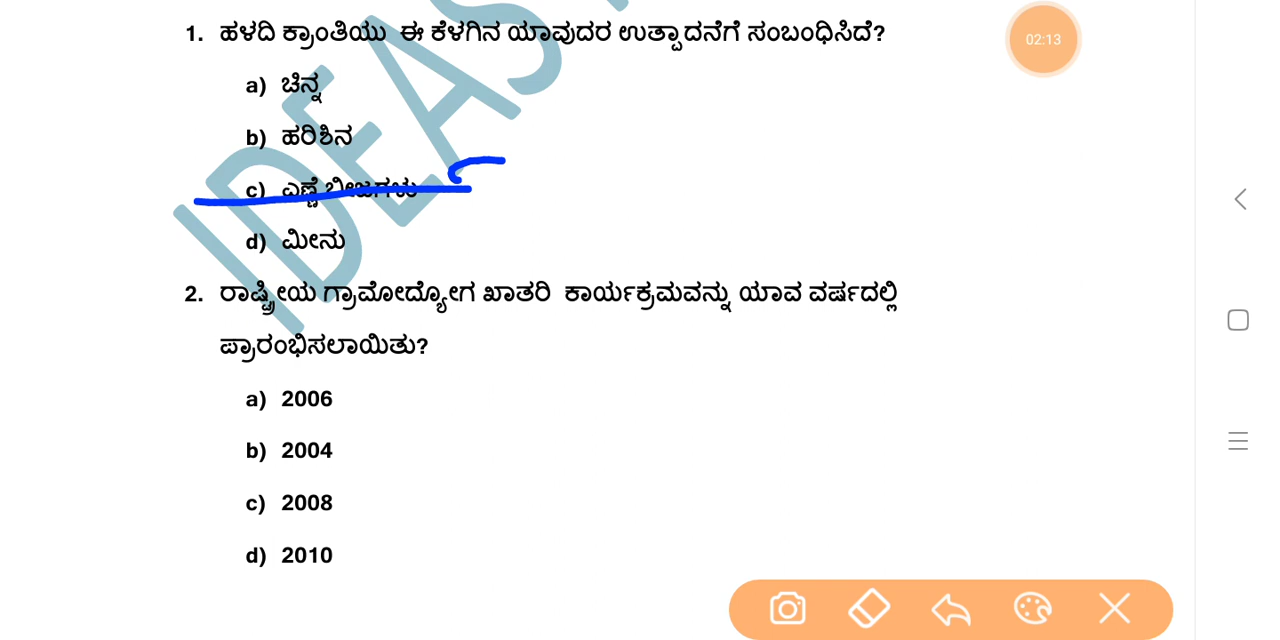 1. ಹಳದಿ ಕ್ರಾಂತಿಯು ಈ ಕೆಳಗಿನ ಯಾವುದರ ಉತ್ಪಾದನೆಗೆ ಸಂಬಂಧಿಸಿದೆ?
02:13
a) ಚಿನ್ನ
b) ಹರಿಶಿನ
c) ಎಣ್ಣೆ ಬೀಜಗಳು
d) ಮೀನು
2. ರಾಷ್ಟ್ರೀಯ ಗ್ರಾಮೋದ್ಯೋಗ ಖಾತರಿ ಕಾರ್ಯಕ್ರಮವನ್ನು ಯಾವ ವರ್ಷದಲ್ಲಿ
ಪ್ರಾರಂಭಿಸಲಾಯಿತು?
a) 2006
b) 2004
c) 2008
d) 2010
IDEAS